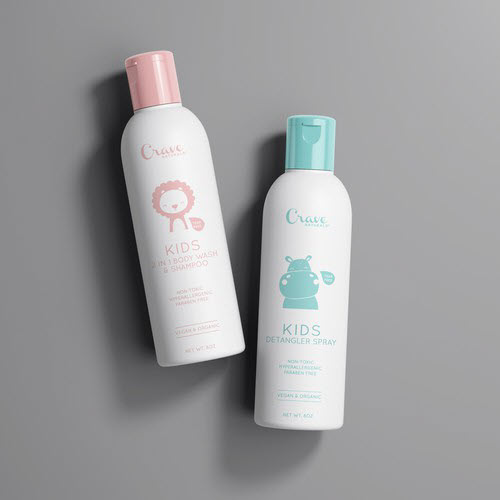 Crave
NATURALS
KIDS
2 IN 1 BODY WASH
& SHAMPOO
NON-TOXIC
HYPOALLERGENIC
PARABEN FREE
VEGAN & ORGANIC
NET WT. 8OZ
Crave
NATURALS
KIDS
DETANGLER SPRAY
NON-TOXIC
HYPOALLERGENIC
PARABEN FREE
VEGAN & ORGANIC
NET WT. 8OZ